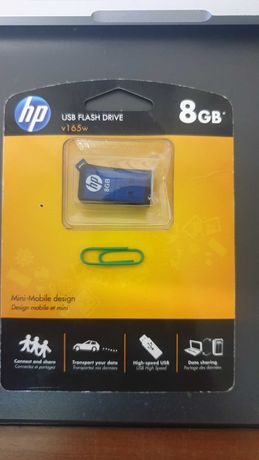 hp
USB FLASH DRIVE
v165w
8GB*
hp
8GB
Mini-Mobile design
Design mobile et mini
Connect and share
Connectez et partagez
Transport your data
Transportez vos données
High-speed USB
USB High Speed
Data sharing
Partage des données